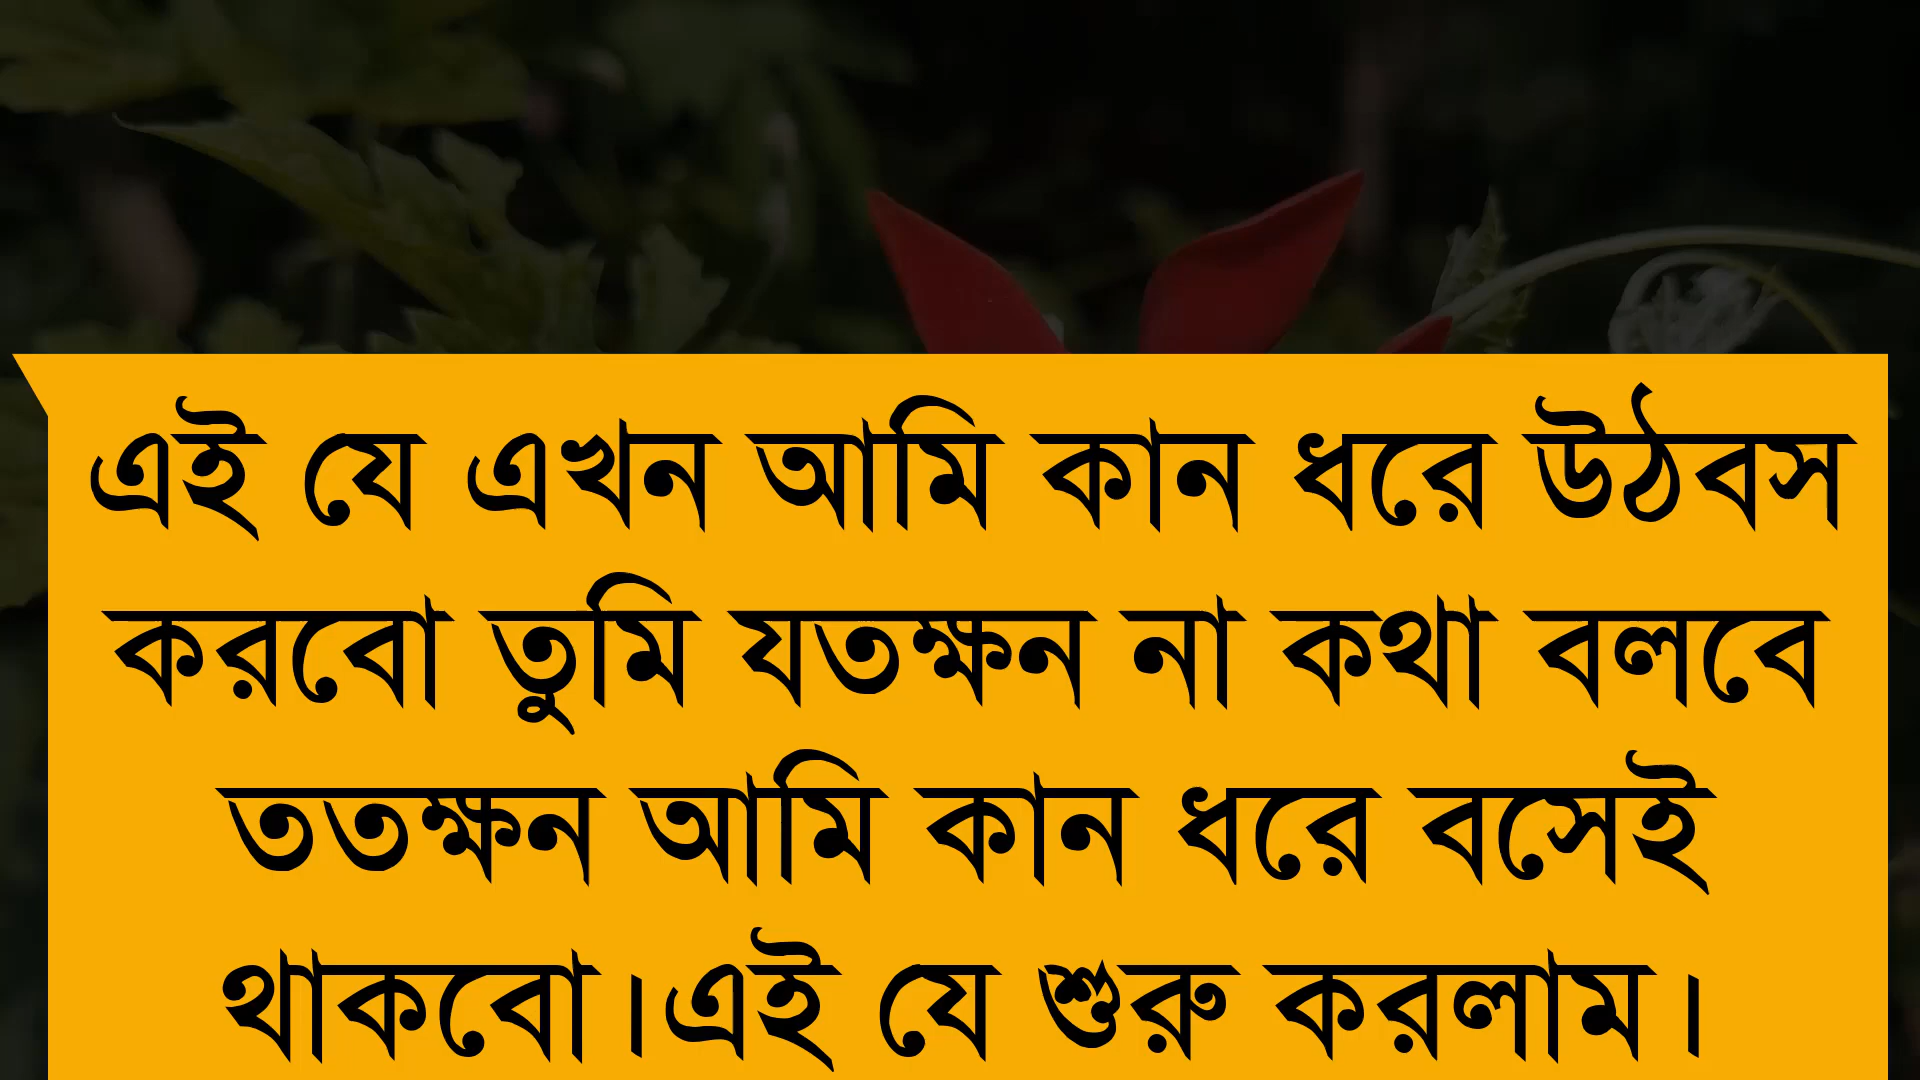 এই যে এখন আমি কান ধরে উঠবস
করবো তুমি যতক্ষন না কথা বলবে
ততক্ষন আমি কান ধরে বসেই
থাকবো।এই যে শুরু করলাম।